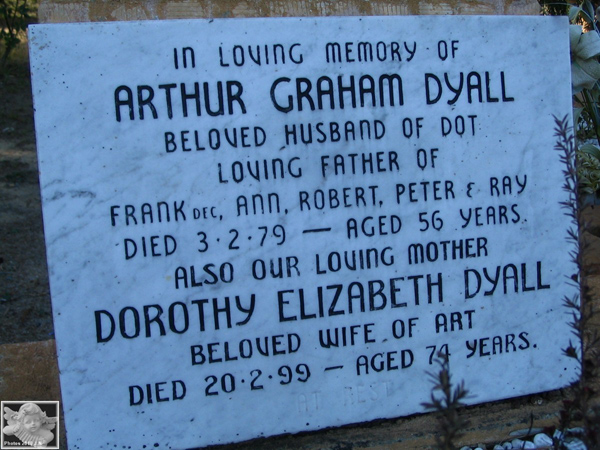 IN LOVING MEMORY OF
ARTHUR GRAHAM DYALL
BELOVED HUSBAND OF DOT
LOVING FATHER OF
FRANK DEC, ANN, ROBERT, PETER & RAY
DIED 3·2·79 — AGED 56 YEARS.
ALSO OUR LOVING MOTHER
DOROTHY ELIZABETH DYALL
BELOVED WIFE OF ART
DIED 20·2·99 — AGED 74 YEARS.
AT REST